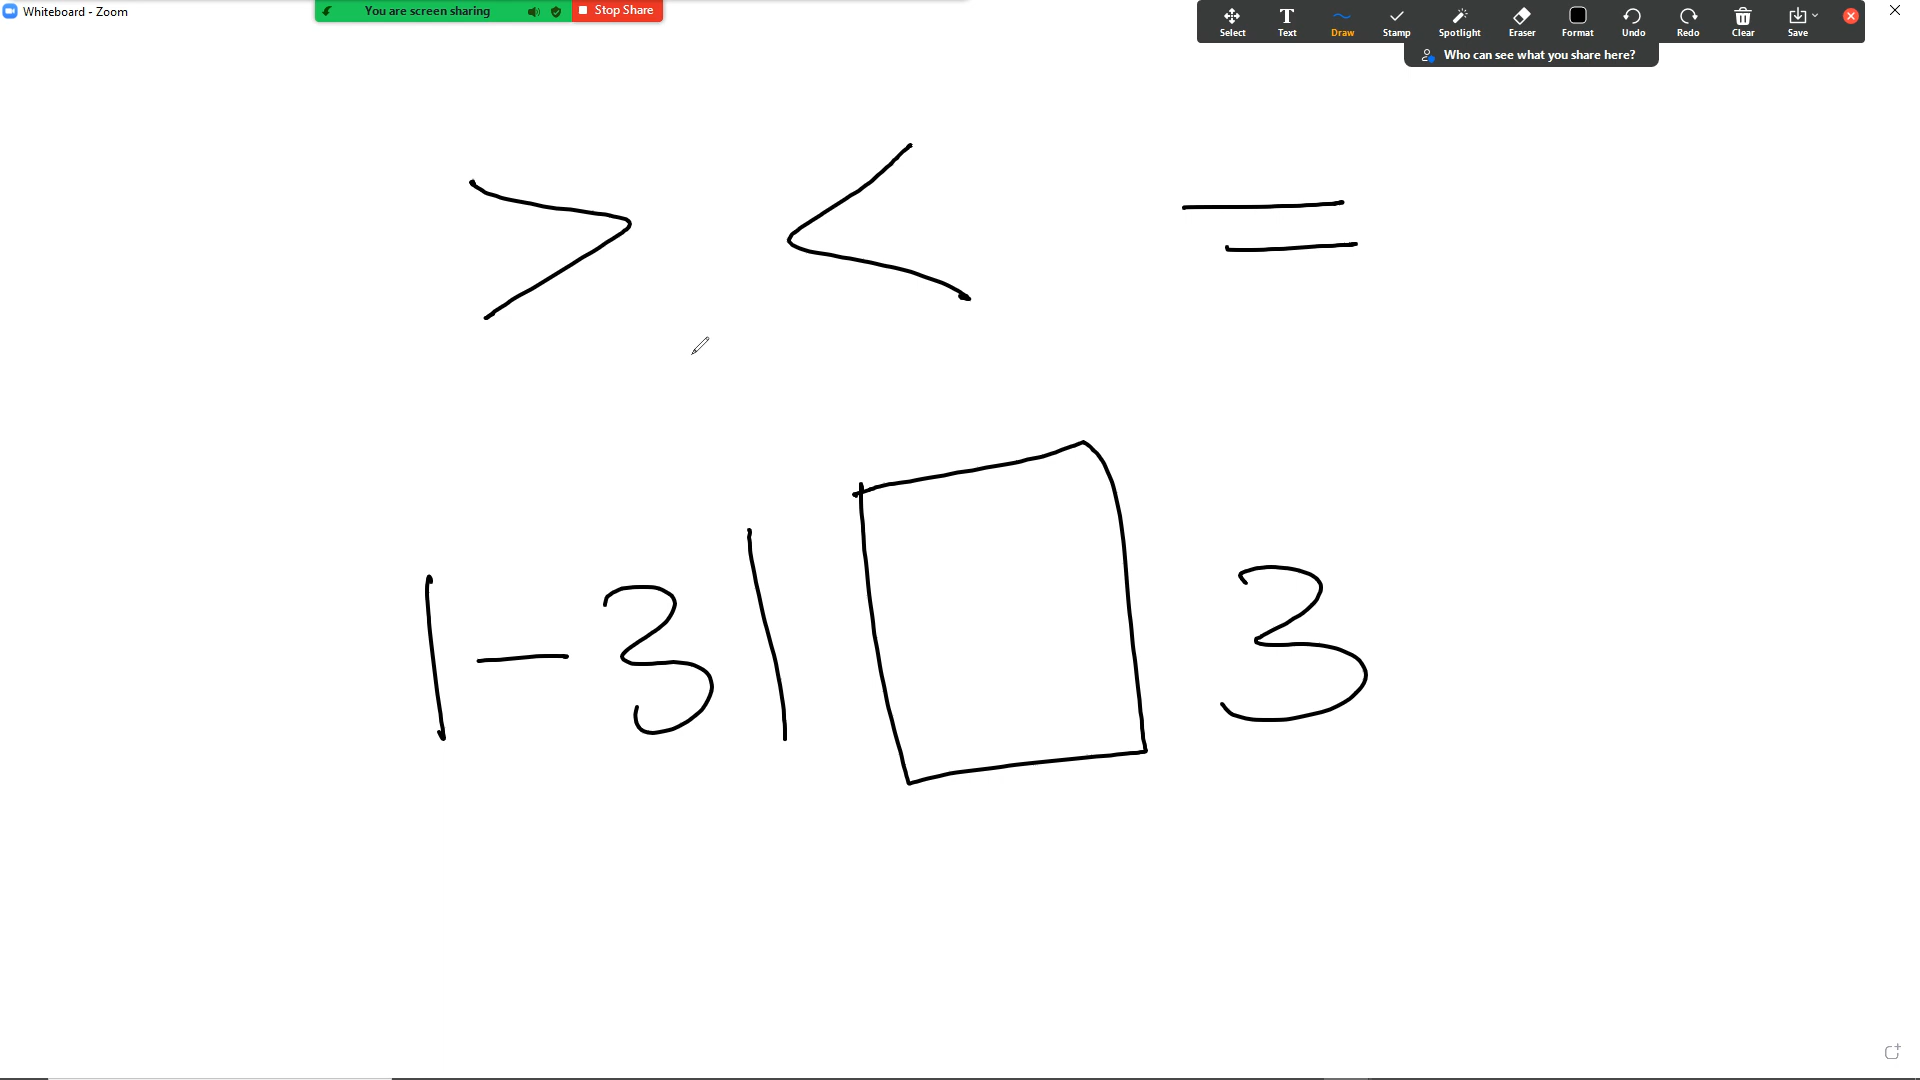 Whiteboard - Zoom
You are screen sharing Stop Share
Select Text Draw Stamp Spotlight Eraser Format Undo Redo Clear Save
Who can see what you share here?
> < =
|-3| □ 3